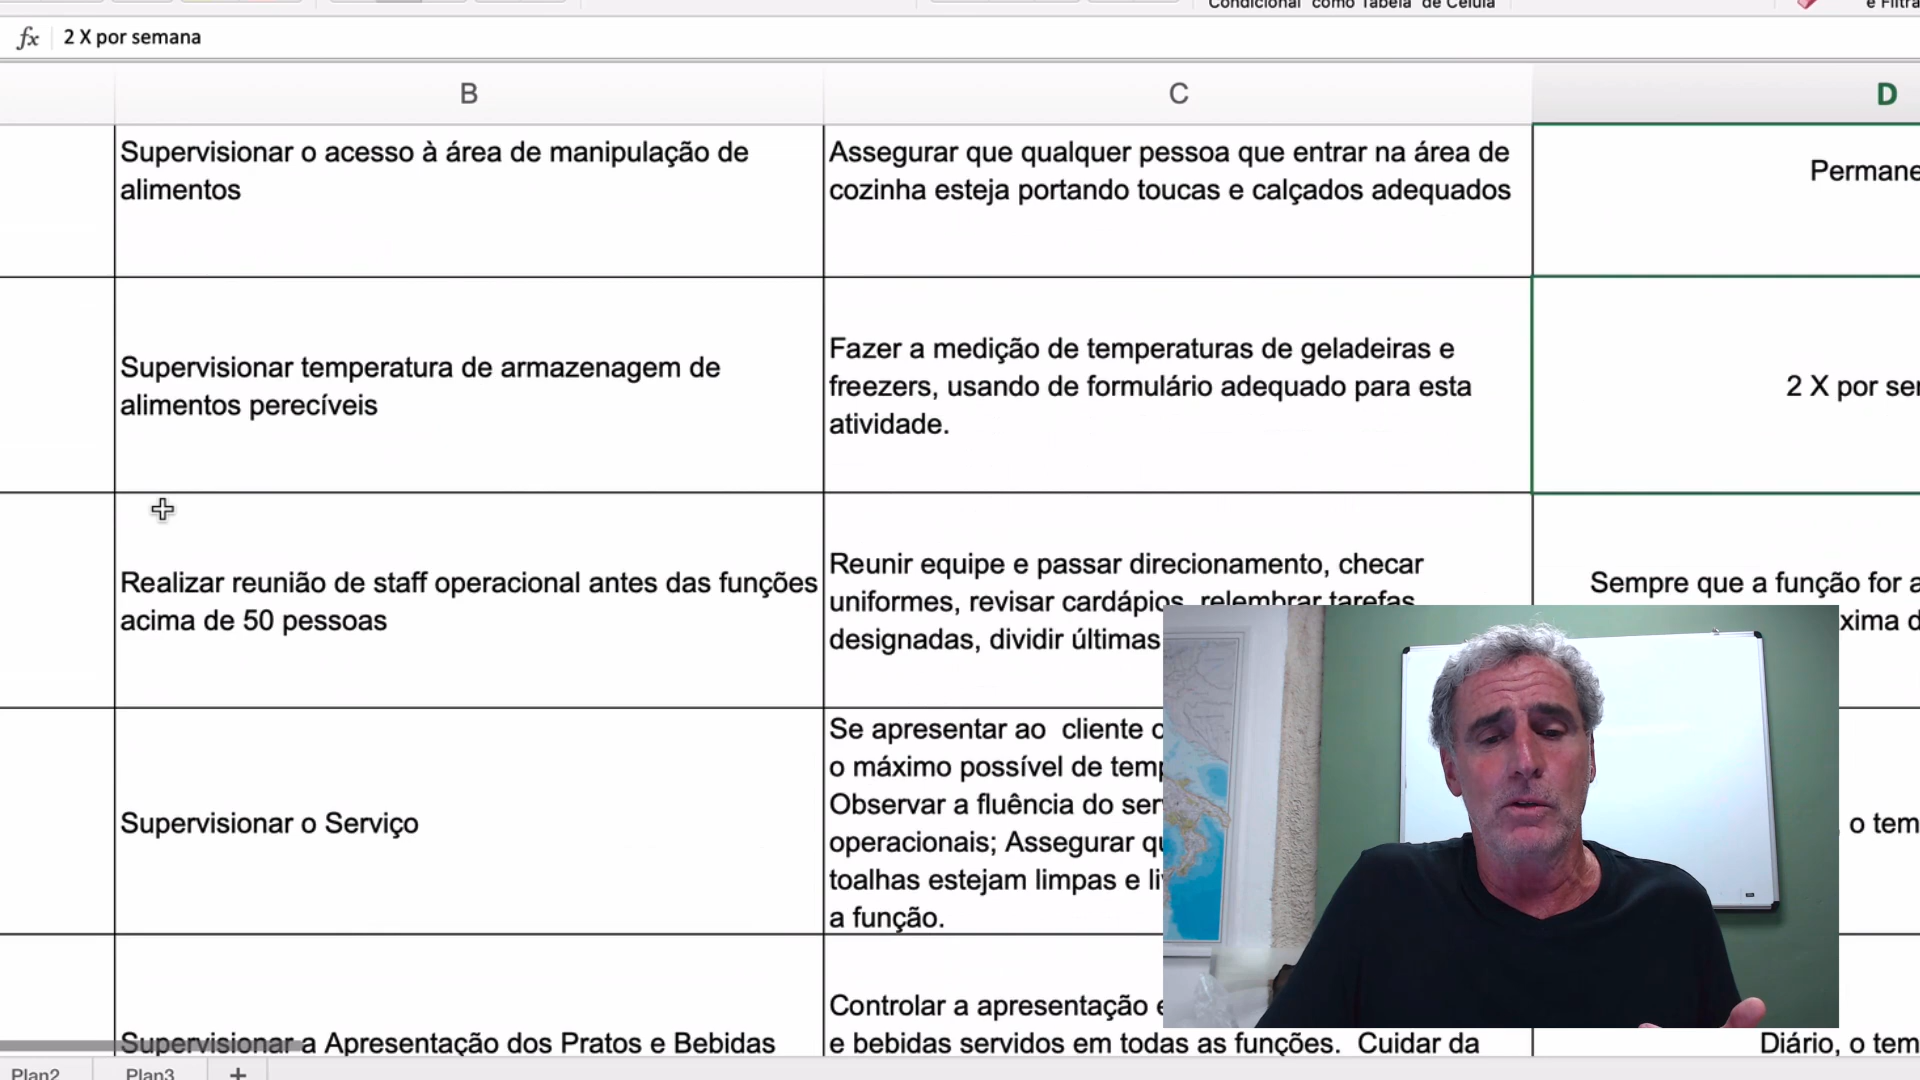 Condicional como Tabela de Célula
e Filtra
fx 2 X por semana
B
C
D
Supervisionar o acesso à área de manipulação de
alimentos
Assegurar que qualquer pessoa que entrar na área de
cozinha esteja portando toucas e calçados adequados
Permane
Supervisionar temperatura de armazenagem de
alimentos perecíveis
Fazer a medição de temperaturas de geladeiras e
freezers, usando de formulário adequado para esta
atividade.
2 X por ser
Realizar reunião de staff operacional antes das funções
acima de 50 pessoas
Reunir equipe e passar direcionamento, checar
uniformes, revisar cardápios, relembrar tarefas
designadas, dividir últimas
Sempre que a função for a
xima d
Supervisionar o Serviço
Se apresentar ao cliente
o máximo possível de temp
Observar a fluência do ser
operacionais; Assegurar qu
toalhas estejam limpas e li
a função.
o tem
Supervisionar a Apresentação dos Pratos e Bebidas
Controlar a apresentação e
e bebidas servidos em todas as funções. Cuidar da
Diário, o tem
Plan2
Plan3
+